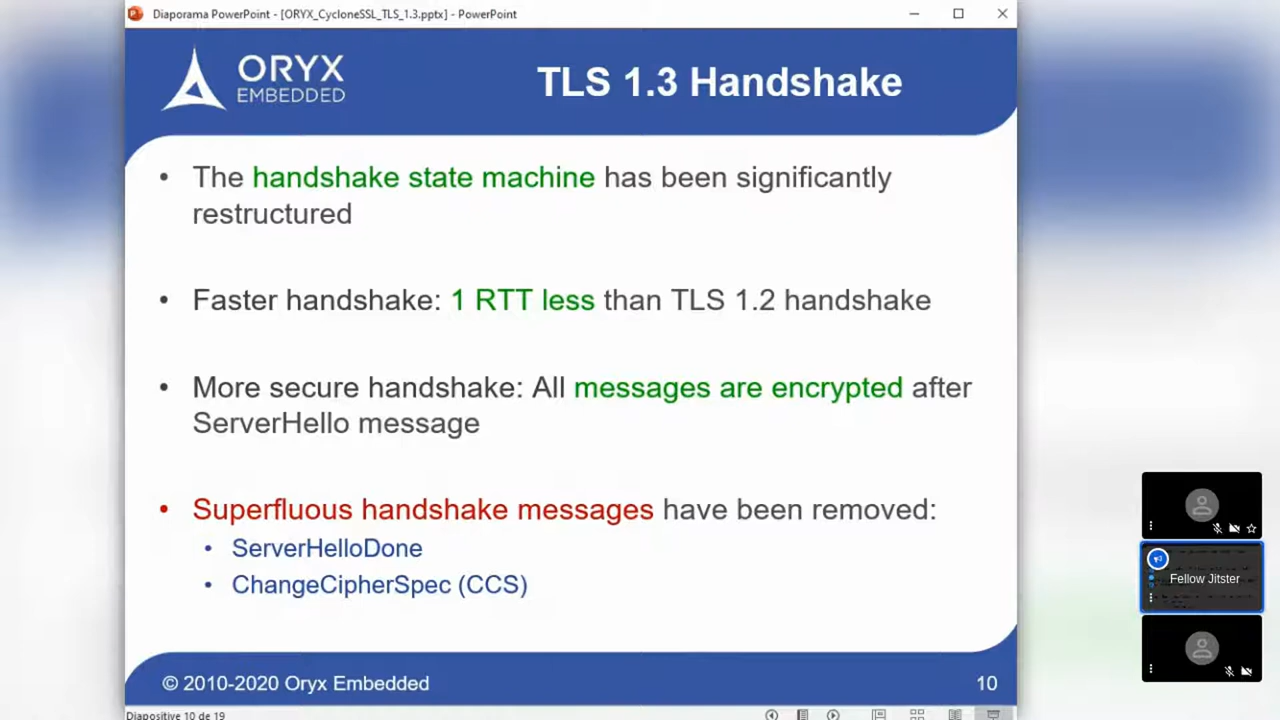 Diaporama PowerPoint - [ORYX_CycloneSSL_TLS_1.3.pptx] - PowerPoint
ORYX
EMBEDDED
TLS 1.3 Handshake
• The handshake state machine has been significantly
restructured
• Faster handshake: 1 RTT less than TLS 1.2 handshake
• More secure handshake: All messages are encrypted after
ServerHello message
• Superfluous handshake messages have been removed:
• ServerHelloDone
• ChangeCipherSpec (CCS)
Fellow Jitster
© 2010-2020 Oryx Embedded
10
Diapositive 10 de 19